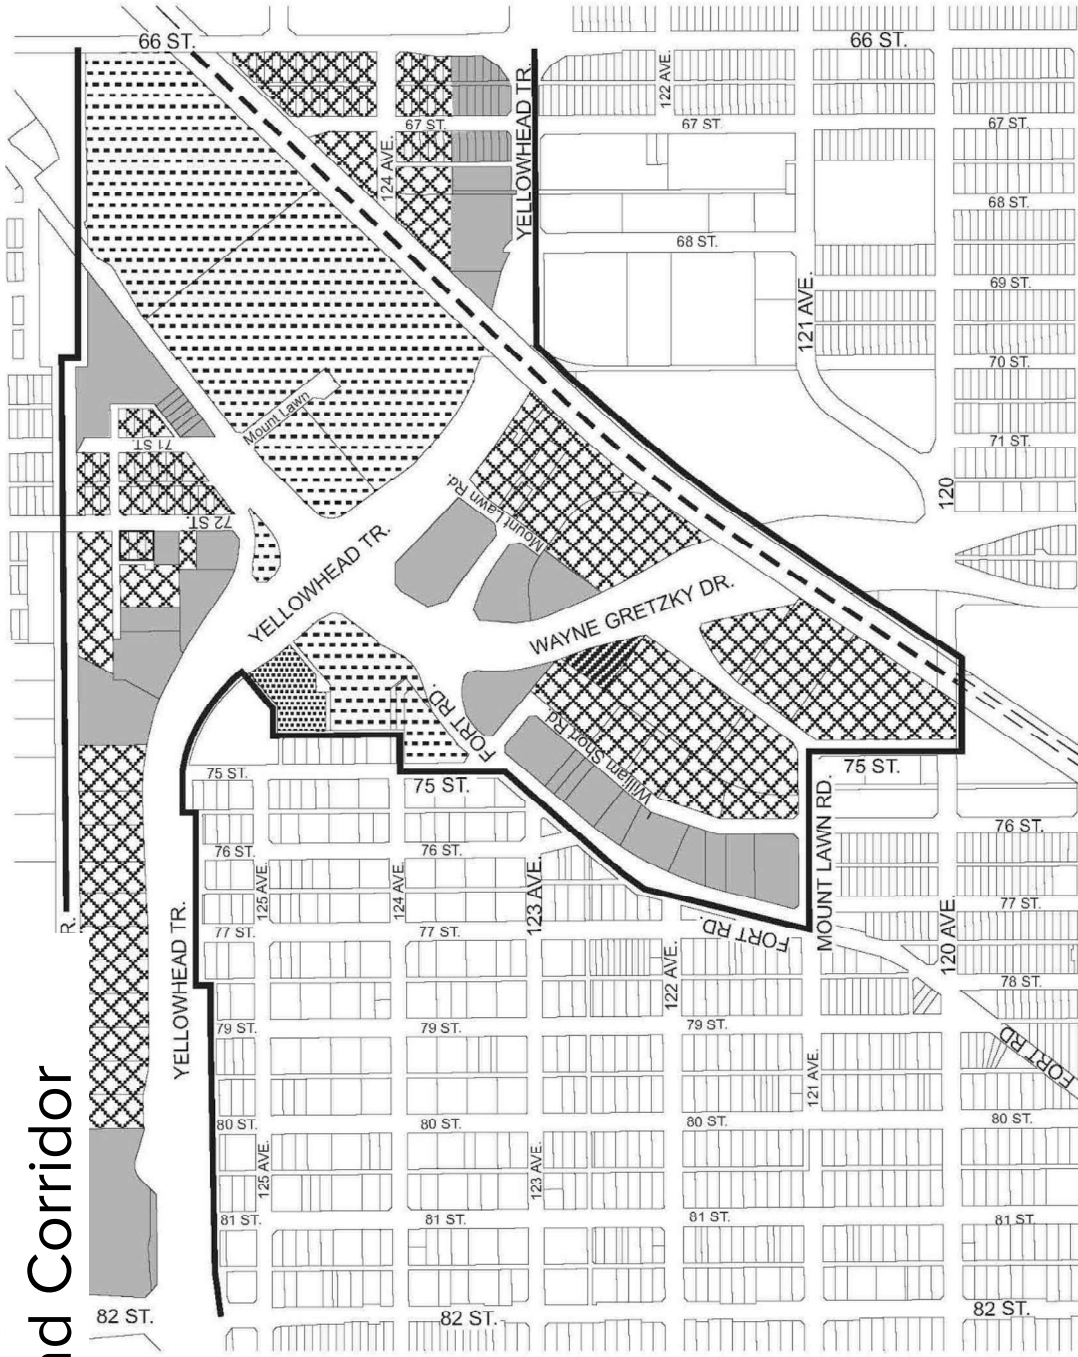 66 ST.
66 ST.
122 AVE.
YELLOWHEAD TR.
67 ST.
67 ST.
67 ST.
124 AVE.
68 ST.
68 ST.
69 ST.
121 AVE.
70 ST.
Mount Lawn
71 ST.
71 ST.
Mount Lawn Rd.
120
72 ST.
YELLOWHEAD TR.
WAYNE GRETZKY DR.
FORT RD.
William Short Rd.
75 ST.
75 ST.
75 ST.
MOUNT LAWN RD.
76 ST.
76 ST.
76 ST.
125 AVE.
124 AVE.
123 AVE.
77 ST.
R.
YELLOWHEAD TR.
77 ST.
77 ST.
FORT RD.
122 AVE.
120 AVE.
78 ST.
79 ST.
79 ST.
79 ST.
FORT RD
121 AVE.
nd Corridor
80 ST.
80 ST.
80 ST.
80 ST.
125 AVE.
123 AVE.
81 ST.
81 ST.
81 ST.
81 ST.
82 ST.
82 ST.
82 ST.